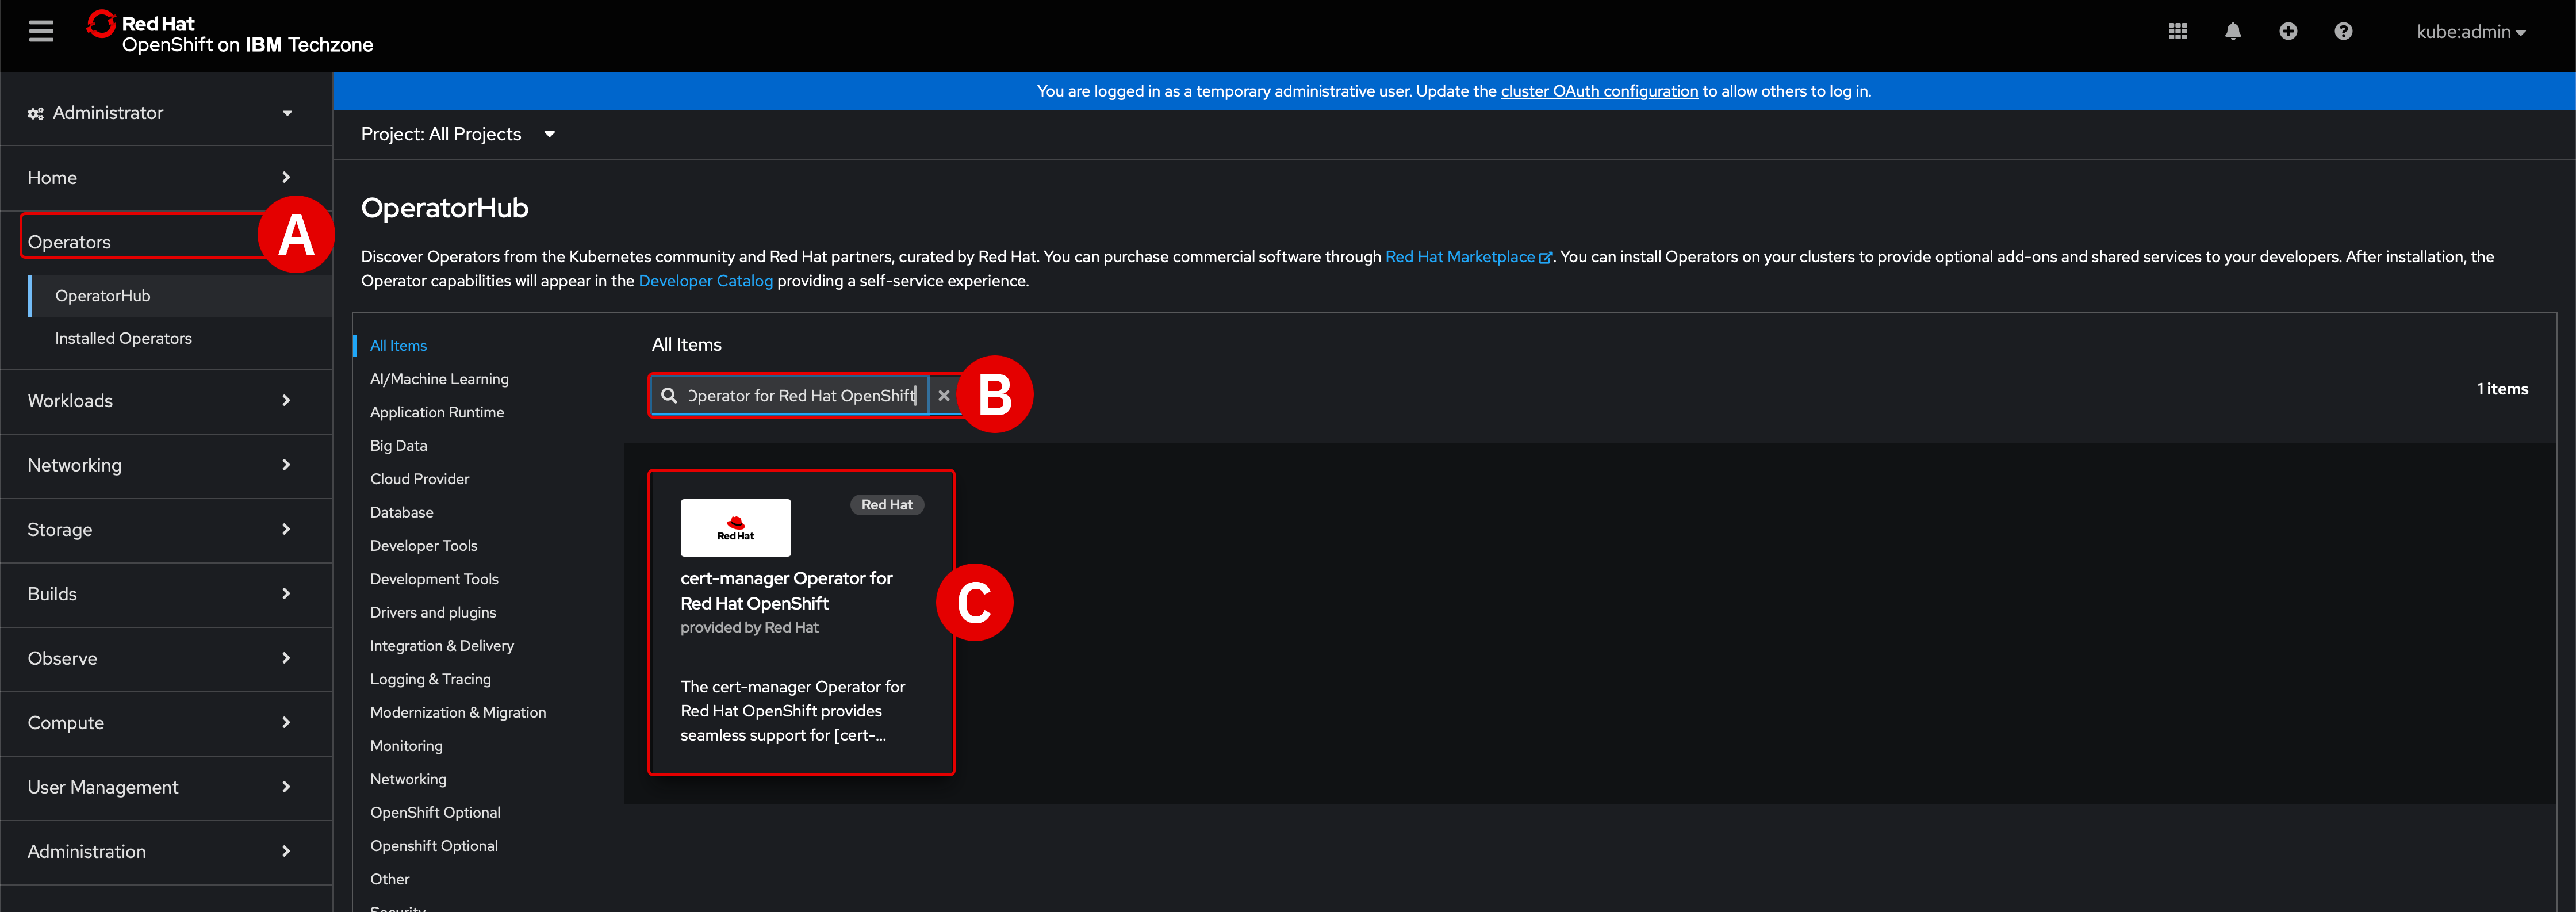 Red Hat
OpenShift on IBM Techzone
kube:admin
You are logged in as a temporary administrative user. Update the cluster OAuth configuration to allow others to log in.
Administrator
Home
Operators
A
OperatorHub
Installed Operators
Workloads
Networking
Storage
Builds
Observe
Compute
User Management
Administration
Project: All Projects
OperatorHub
Discover Operators from the Kubernetes community and Red Hat partners, curated by Red Hat. You can purchase commercial software through Red Hat Marketplace. You can install Operators on your clusters to provide optional add-ons and shared services to your developers. After installation, the
Operator capabilities will appear in the Developer Catalog providing a self-service experience.
All Items
AI/Machine Learning
Application Runtime
Big Data
Cloud Provider
Database
Developer Tools
Development Tools
Drivers and plugins
Integration & Delivery
Logging & Tracing
Modernization & Migration
Monitoring
Networking
OpenShift Optional
Openshift Optional
Other
Security
All Items
Operator for Red Hat OpenShift
B
1 items
Red Hat
Red Hat
cert-manager Operator for
Red Hat OpenShift
provided by Red Hat
C
The cert-manager Operator for
Red Hat OpenShift provides
seamless support for [cert-...